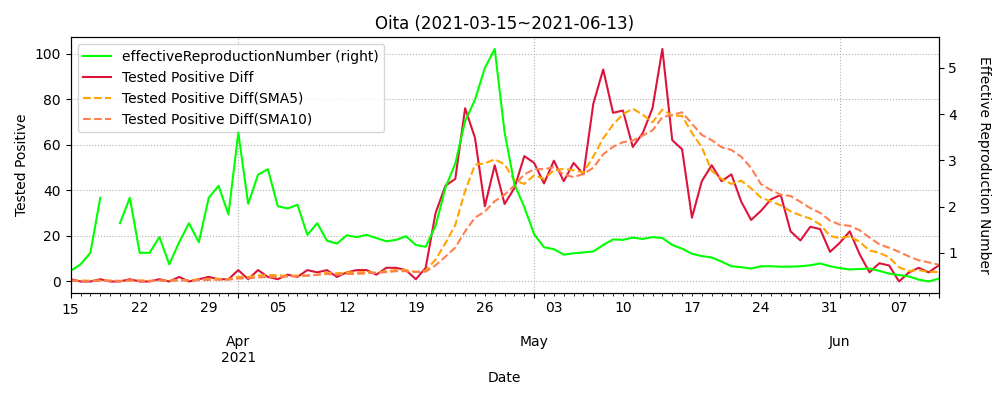 Oita (2021-03-15~2021-06-13)
effectiveReproductionNumber (right)
Tested Positive Diff
Tested Positive Diff(SMA5)
Tested Positive Diff(SMA10)
Tested Positive
100
80
60
40
20
0
5
4
3
2
1
Effective Reproduction Number
15 22 29 05 12 19 26 03 10 17 24 31 07
Apr May Jun
2021
Date